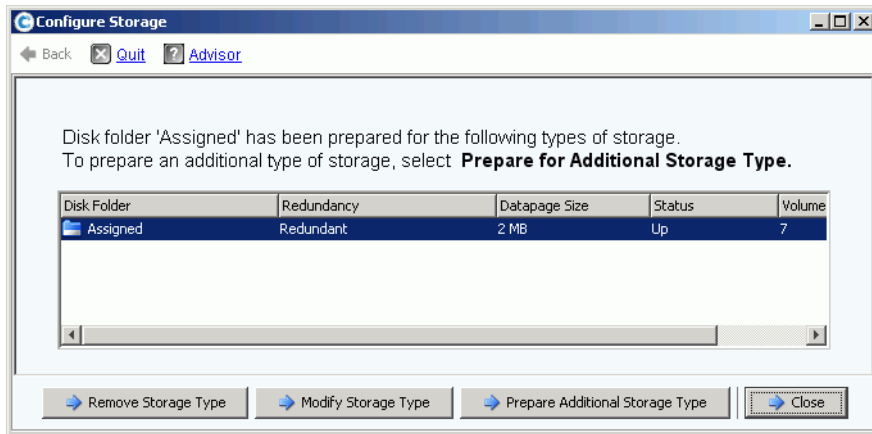 Configure Storage
Back Quit Advisor
Disk folder 'Assigned' has been prepared for the following types of storage.
To prepare an additional type of storage, select Prepare for Additional Storage Type.
Disk Folder Redundancy Datapage Size Status Volume
Assigned Redundant 2 MB Up 7
Remove Storage Type Modify Storage Type Prepare Additional Storage Type Close